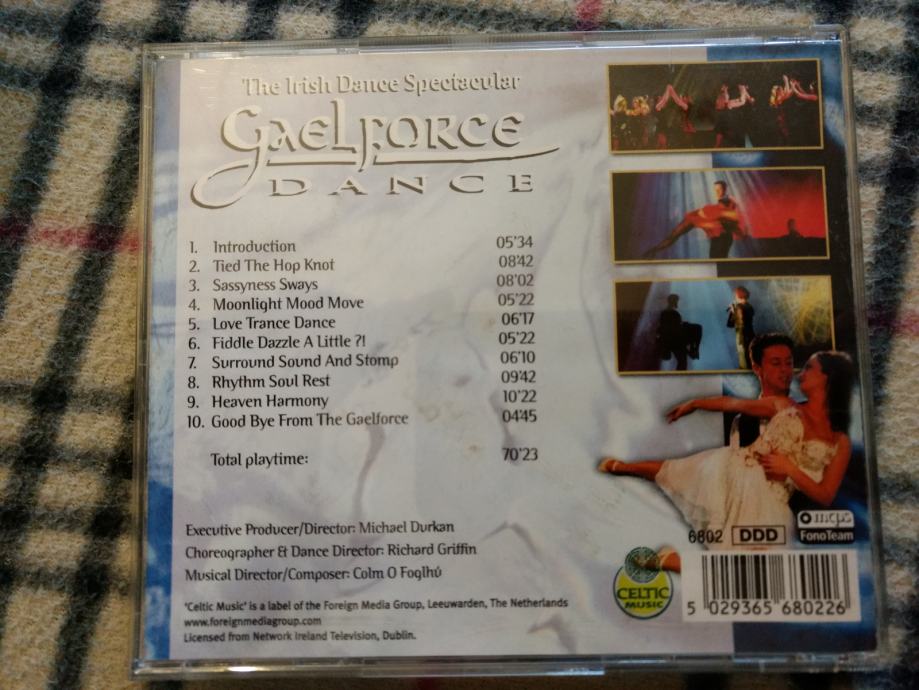 The Irish Dance Spectacular
Gaelforce
DANCE
1. Introduction 05'34
2. Tied The Hop Knot 08'42
3. Sassyness Sways 08'02
4. Moonlight Mood Move 05'22
5. Love Trance Dance 06'17
6. Fiddle Dazzle A Little ?! 05'22
7. Surround Sound And Stomp 06'10
8. Rhythm Soul Rest 09'42
9. Heaven Harmony 10'22
10. Good Bye From The Gaelforce 04'45
Total playtime: 70'23
Executive Producer/Director: Michael Durkan
Choreographer & Dance Director: Richard Griffin
Musical Director/Composer: Colm O Foglhú
'Celtic Music' is a label of the Foreign Media Group, Leeuwarden, The Netherlands
www.foreignmediagroup.com
Licensed from Network Ireland Television, Dublin.
CELTIC
MUSIC
6802 DDD
mcps
FonoTeam
5 029365 680226